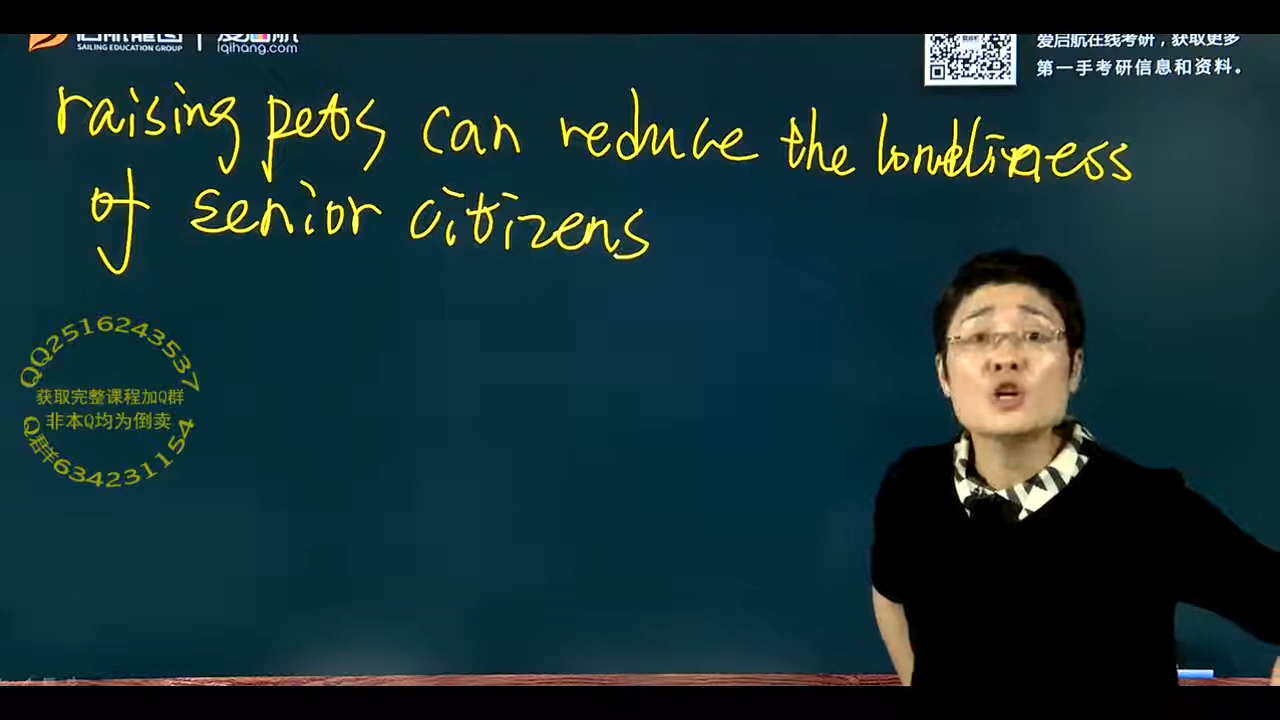 SAILING EDUCATION GROUP
iqihang.com
爱启航在线考研，获取更多
第一手考研信息和资料。
raising pets can reduce the loneliness
of senior citizens
QQ2516243537
获取完整课程加Q群
非本Q均为倒卖
Q群634231154